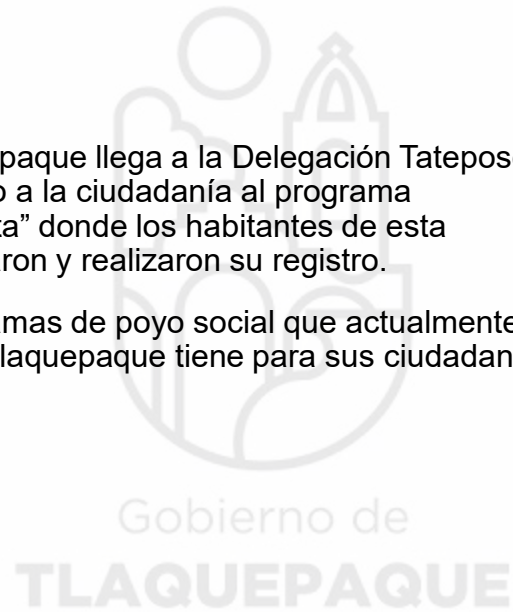 paque llega a la Delegación Tatepos
o a la ciudadanía al programa
ta” donde los habitantes de esta
ron y realizaron su registro.
mas de poyo social que actualmente
laquepaque tiene para sus ciudadan
Gobierno de
TLAQUEPAQUE